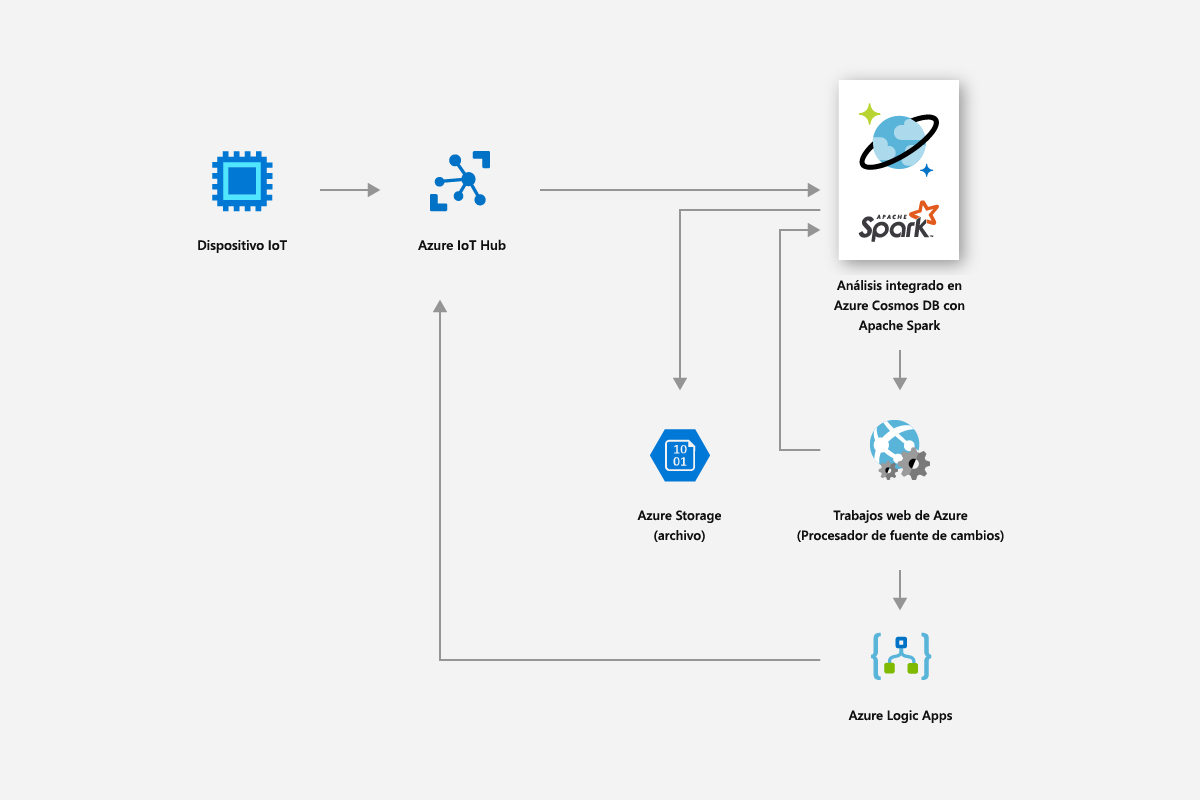 APACHE
Spark
Dispositivo IoT
Azure IoT Hub
Análisis integrado en
Azure Cosmos DB con
Apache Spark
10
01
Azure Storage
(archivo)
Trabajos web de Azure
(Procesador de fuente de cambios)
Azure Logic Apps